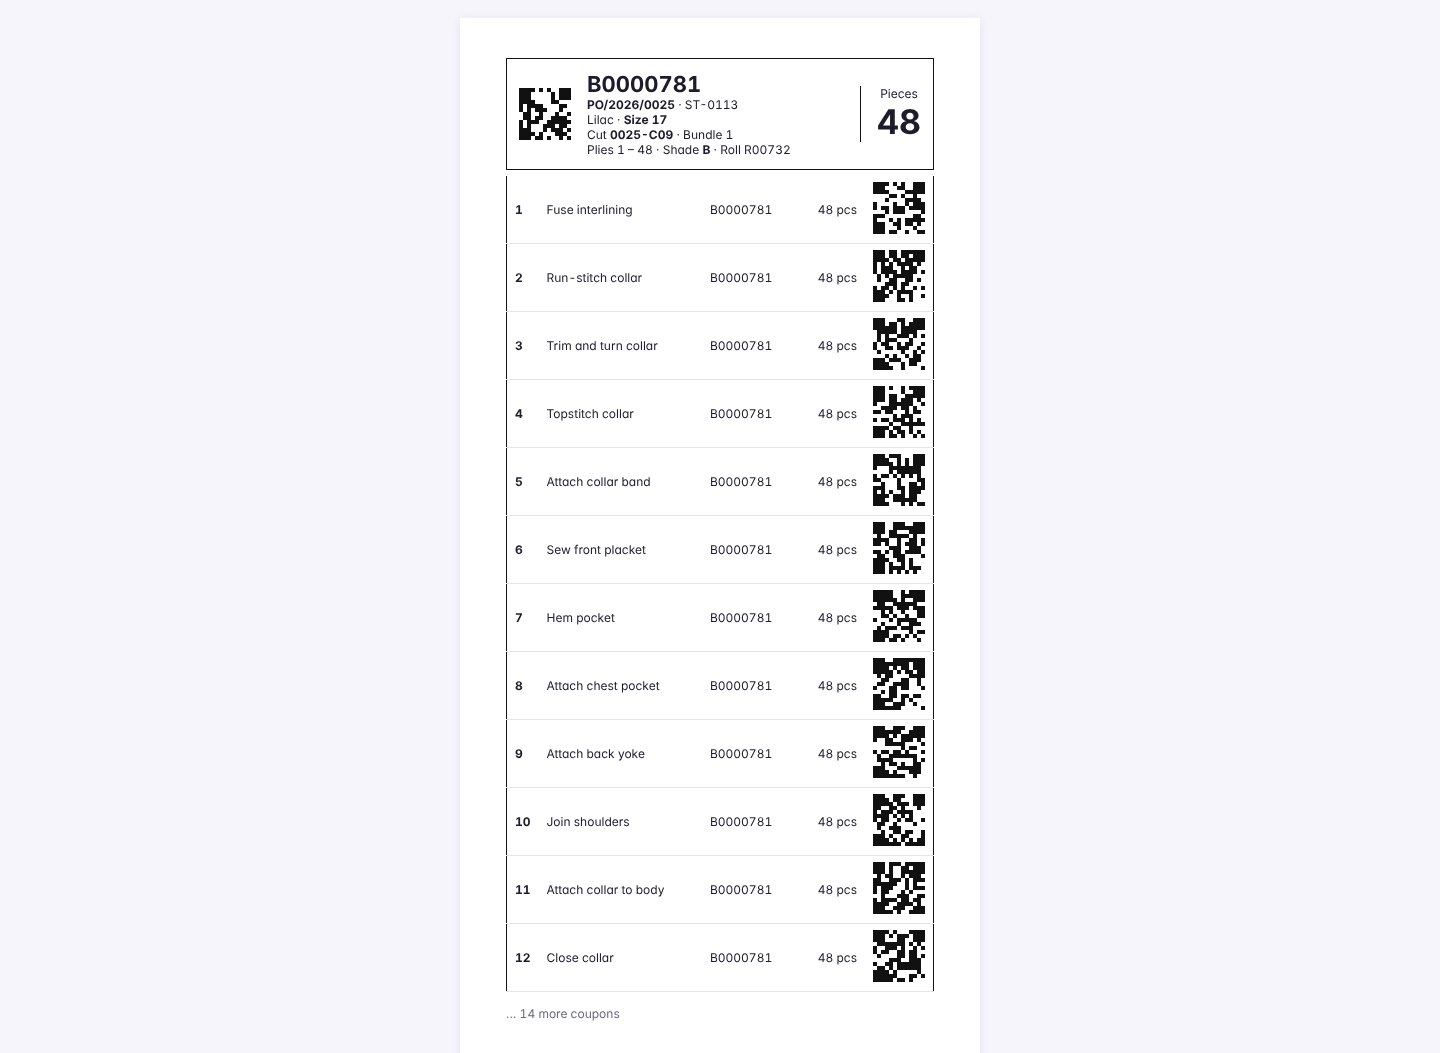 B0000781
PO/2026/0025 · ST-0113
Lilac · Size 17
Cut 0025-C09 · Bundle 1
Plies 1 – 48 · Shade B · Roll R00732
Pieces
48
1 Fuse interlining B0000781 48 pcs
2 Run-stitch collar B0000781 48 pcs
3 Trim and turn collar B0000781 48 pcs
4 Topstitch collar B0000781 48 pcs
5 Attach collar band B0000781 48 pcs
6 Sew front placket B0000781 48 pcs
7 Hem pocket B0000781 48 pcs
8 Attach chest pocket B0000781 48 pcs
9 Attach back yoke B0000781 48 pcs
10 Join shoulders B0000781 48 pcs
11 Attach collar to body B0000781 48 pcs
12 Close collar B0000781 48 pcs
... 14 more coupons